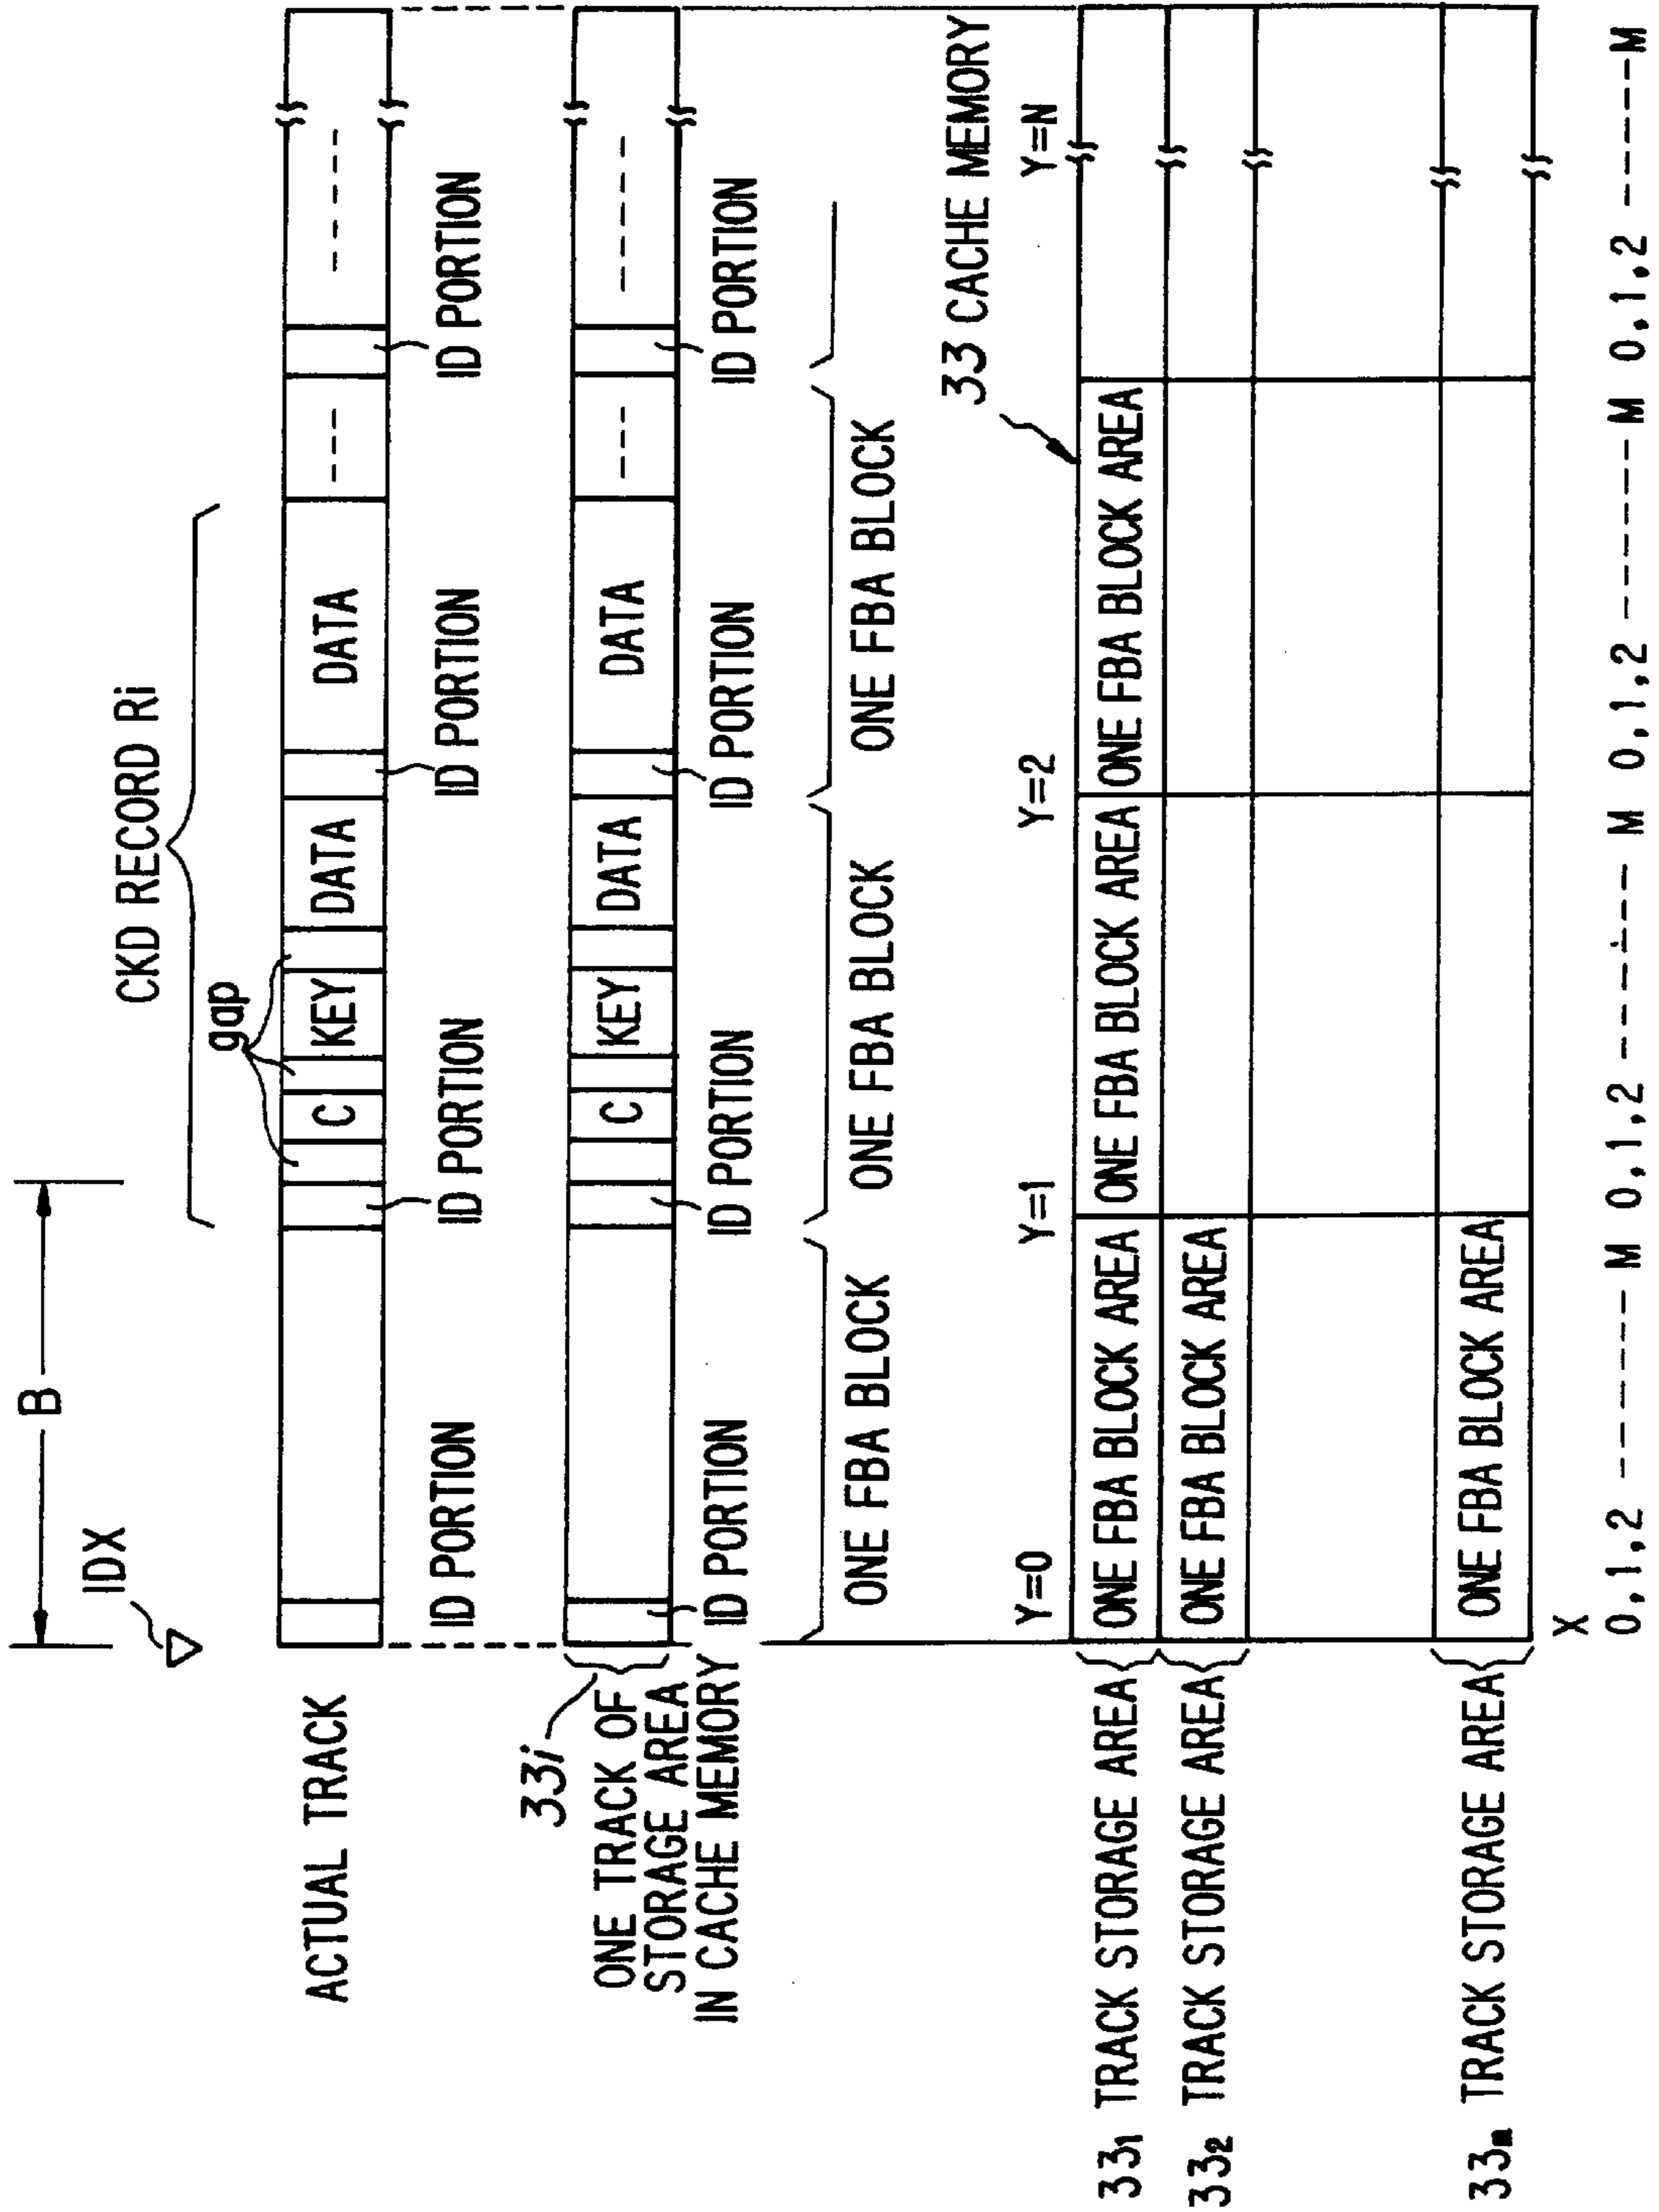 B
IDX
CKD RECORD Ri
gap
ACTUAL TRACK
C
KEY
DATA
DATA
-----
------
ID PORTION
ID PORTION
ID PORTION
ID PORTION
33i
ONE TRACK OF
STORAGE AREA
IN CACHE MEMORY
C
KEY
DATA
DATA
----
------
ID PORTION
ID PORTION
ID PORTION
ID PORTION
ONE FBA BLOCK
ONE FBA BLOCK
ONE FBA BLOCK
33 CACHE MEMORY
Y=0
Y=1
Y=2
Y=N
33₁ TRACK STORAGE AREA
ONE FBA BLOCK AREA
ONE FBA BLOCK AREA
ONE FBA BLOCK AREA
33₂ TRACK STORAGE AREA
ONE FBA BLOCK AREA
33ₘ TRACK STORAGE AREA
ONE FBA BLOCK AREA
X
0,1,2 ------ M 0,1,2 ------ M 0,1,2 ------M 0,1,2 -----M